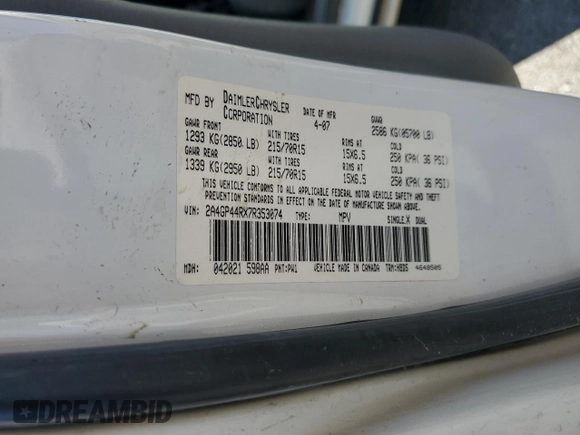 MFD BY DAIMLERCHRYSLER CORPORATION DATE OF MFR 4-07 GVWR 2586 KG(05700 LB)
GAWR FRONT WITH TIRES RIMS AT COLD
1293 KG(2850 LB) 215/70R15 15X6.5 250 KPA( 36 PSI)
GAWR REAR WITH TIRES RIMS AT COLD
1339 KG(2950 LB) 215/70R15 15X6.5 250 KPA( 36 PSI)
THIS VEHICLE CONFORMS TO ALL APPLICABLE FEDERAL MOTOR VEHICLE SAFETY AND THEFT
PREVENTION STANDARDS IN EFFECT ON THE DATE OF MANUFACTURE SHOWN ABOVE.
VIN: 2A4GP44RX7R353074 TYPE: MPV SINGLE X DUAL
MDH: 042021 598AA PNT:PW1 VEHICLE MADE IN CANADA TRM:HBD5 4648505
DREAMBID